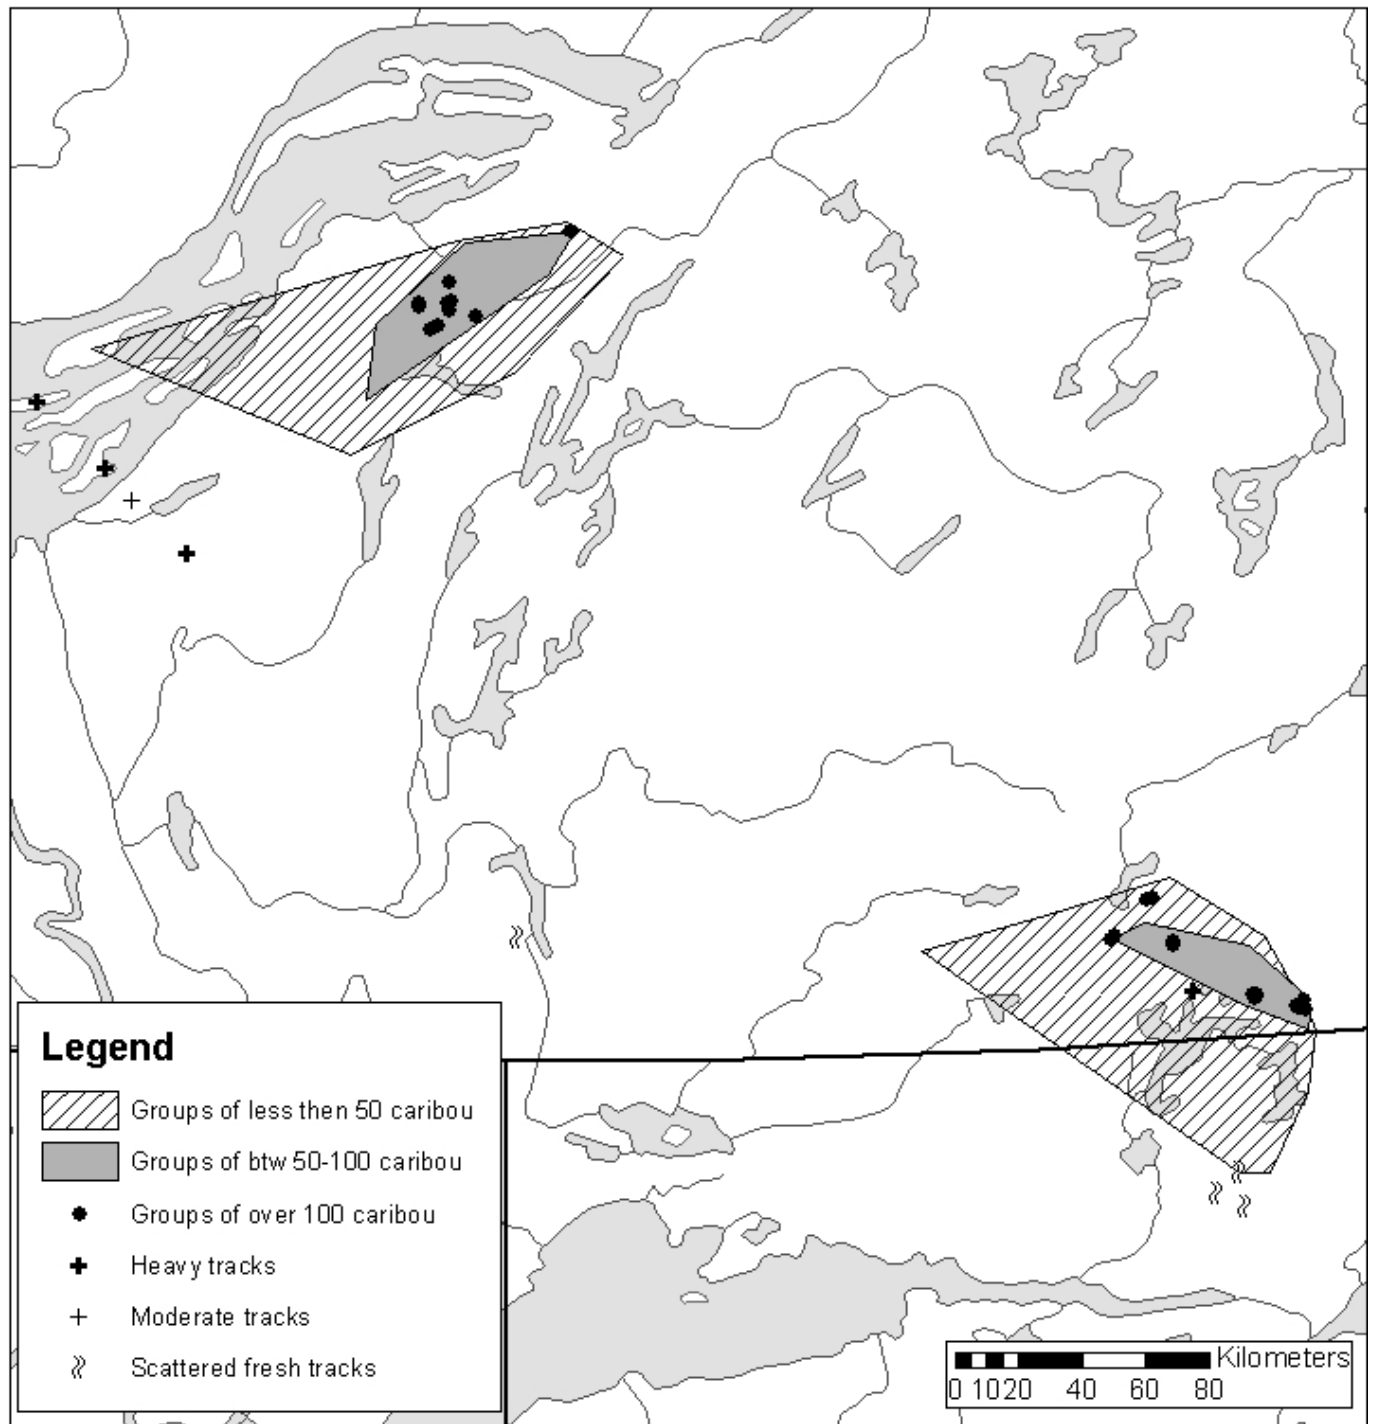 Legend
Groups of less then 50 caribou
Groups of btw 50-100 caribou
Groups of over 100 caribou
Heavy tracks
Moderate tracks
Scattered fresh tracks
Kilometers
0 10 20 40 60 80